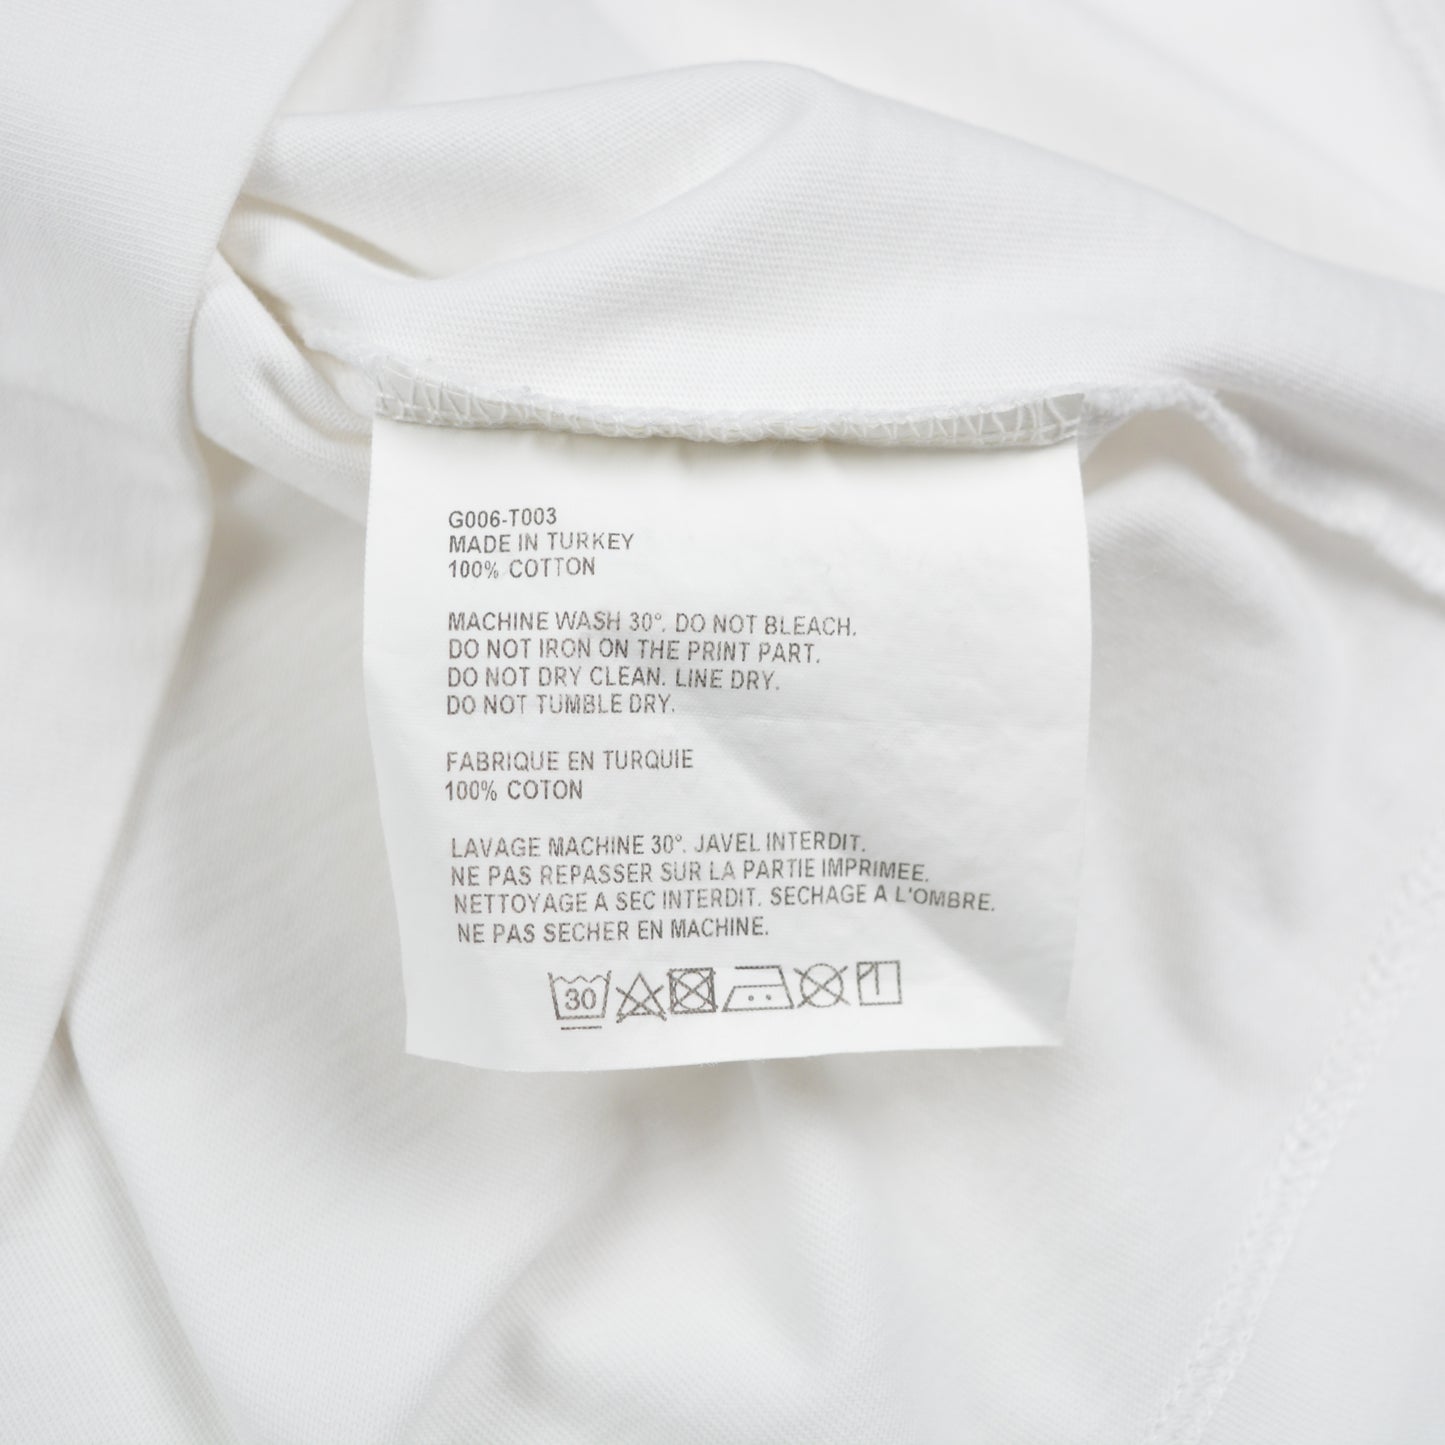 G006-T003
MADE IN TURKEY
100% COTTON
MACHINE WASH 30°. DO NOT BLEACH.
DO NOT IRON ON THE PRINT PART.
DO NOT DRY CLEAN. LINE DRY.
DO NOT TUMBLE DRY.
FABRIQUE EN TURQUIE
100% COTON
LAVAGE MACHINE 30°. JAVEL INTERDIT.
NE PAS REPASSER SUR LA PARTIE IMPRIMEE.
NETTOYAGE A SEC INTERDIT. SECHAGE A L'OMBRE.
NE PAS SECHER EN MACHINE.
30